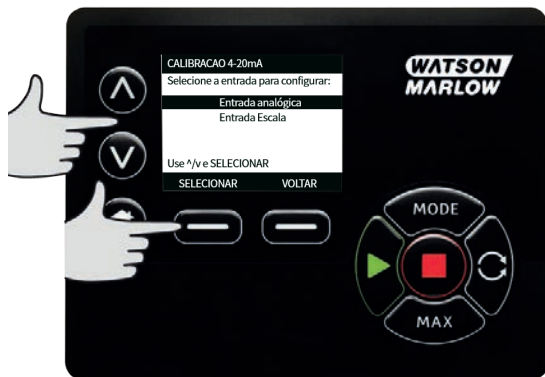 CALIBRACAO 4-20mA
Selecione a entrada para configurar:
Entrada analógica
Entrada Escala
Use ^/v e SELECIONAR
SELECIONAR VOLTAR
WATSON
MARLOW
MODE
MAX